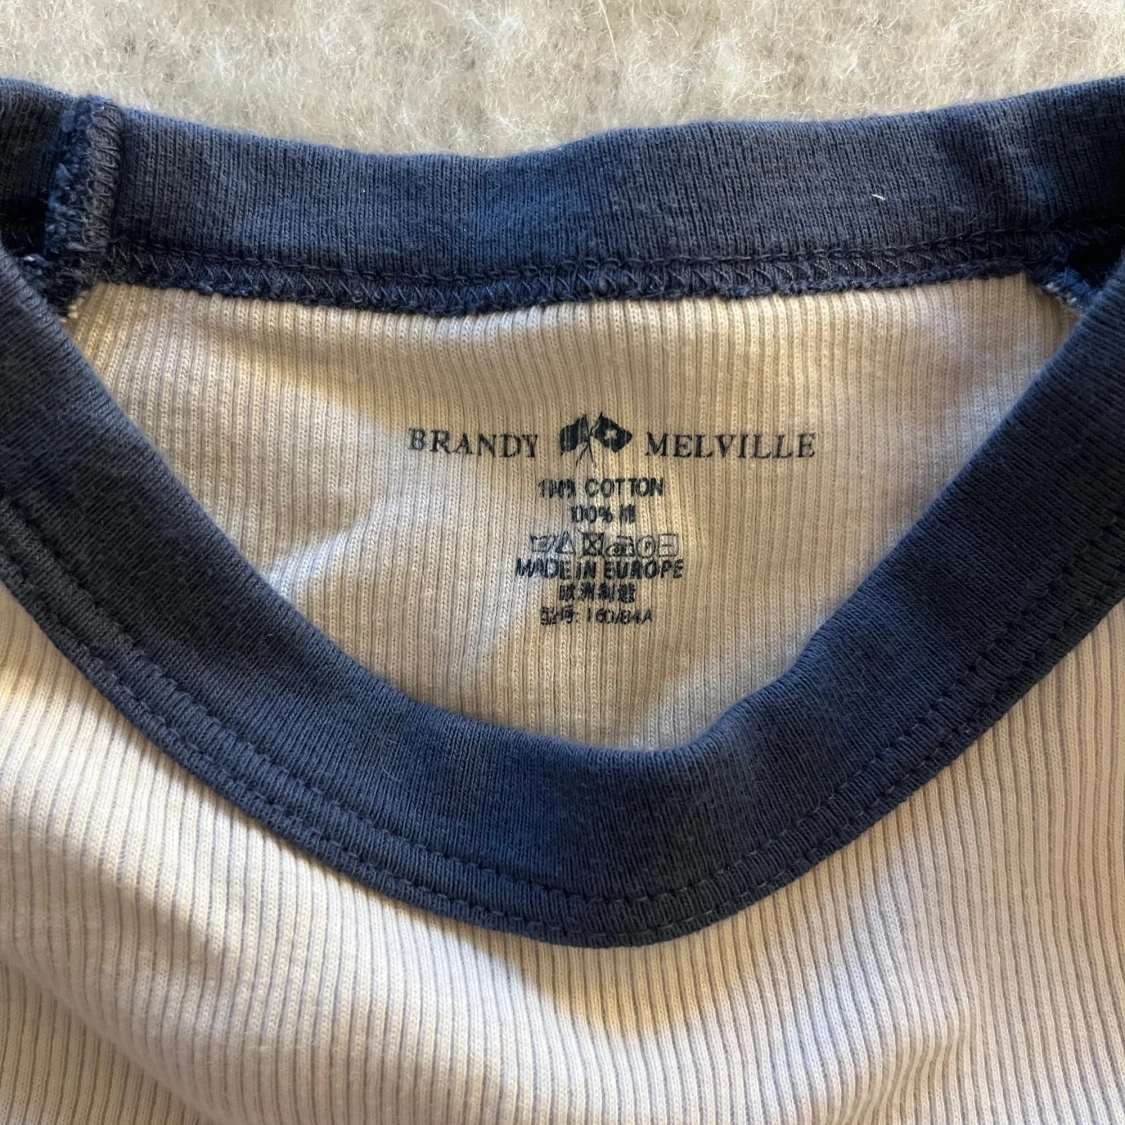 BRANDY MELVILLE
100% COTTON
100% 棉
MADE IN EUROPE
欧洲制造
型号: 160/84A